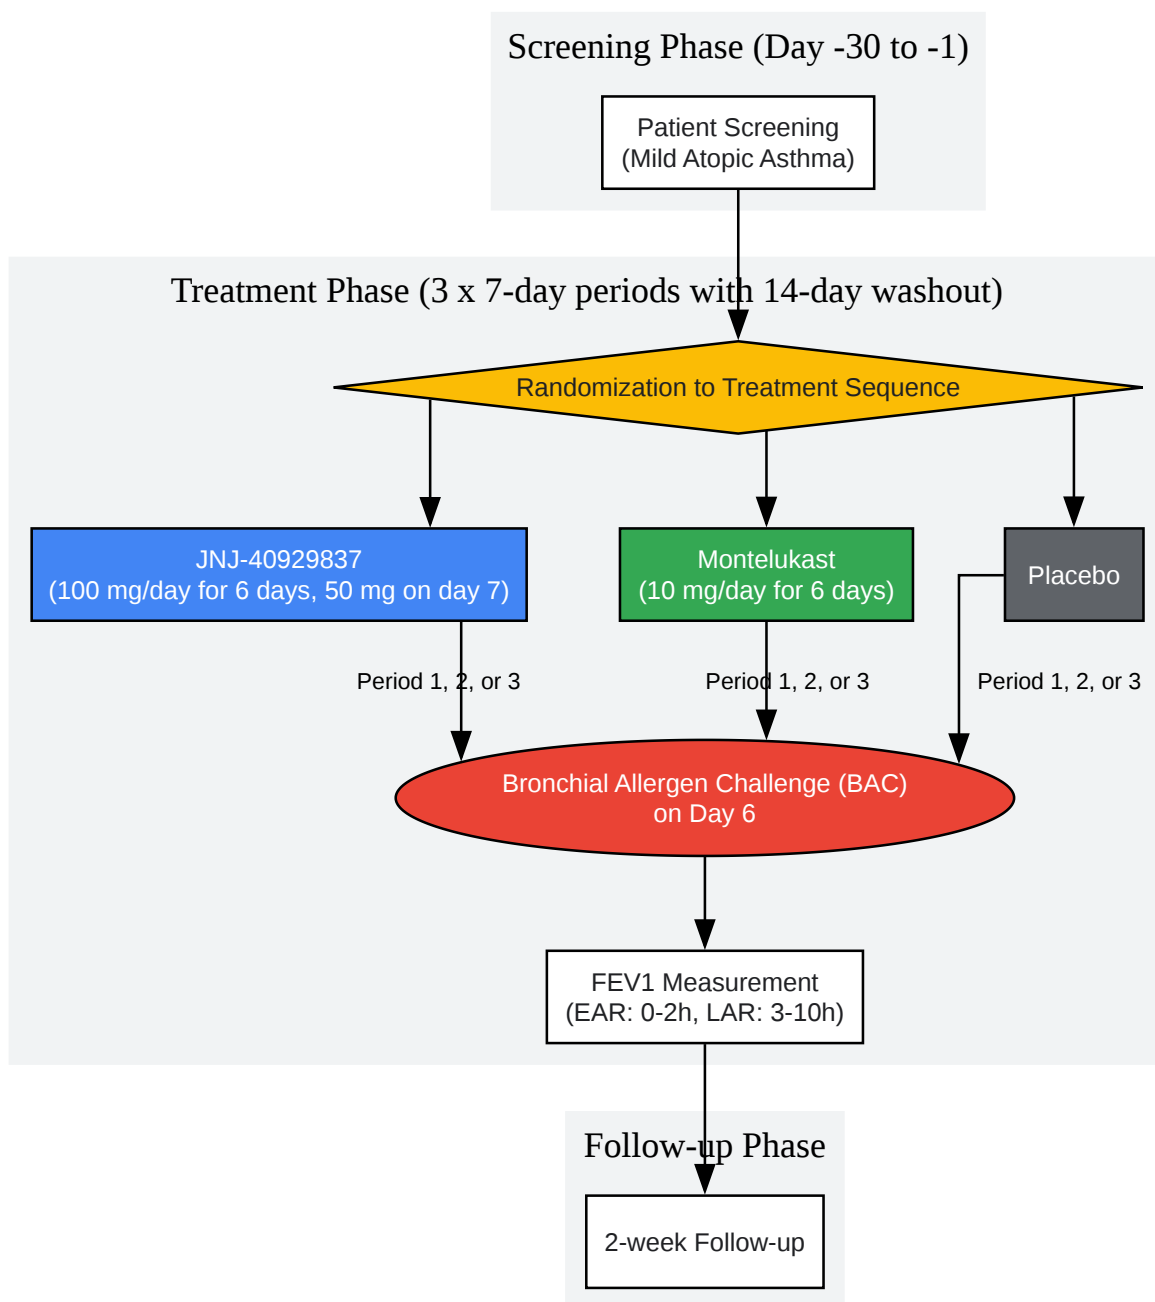 Screening Phase (Day -30 to -1)
Patient Screening
(Mild Atopic Asthma)
Treatment Phase (3 x 7-day periods with 14-day washout)
Randomization to Treatment Sequence
JNJ-40929837
(100 mg/day for 6 days, 50 mg on day 7)
Montelukast
(10 mg/day for 6 days)
Placebo
Period 1, 2, or 3
Period 1, 2, or 3
Period 1, 2, or 3
Bronchial Allergen Challenge (BAC)
on Day 6
FEV1 Measurement
(EAR: 0-2h, LAR: 3-10h)
Follow-up Phase
2-week Follow-up